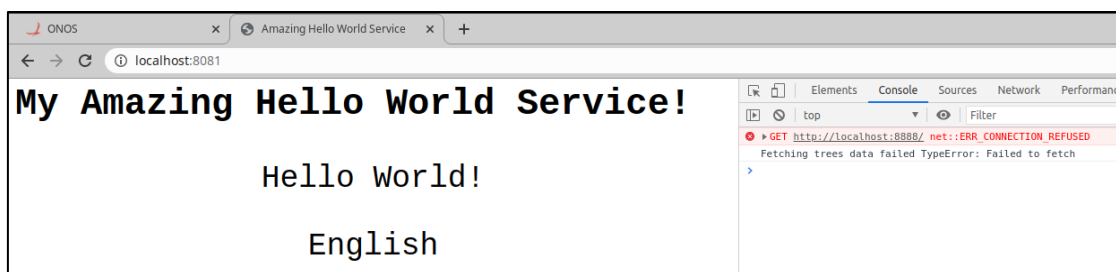 ONOS × Amazing Hello World Service × +
localhost:8081
My Amazing Hello World Service!
Hello World!
English
Elements Console Sources Network Performanc
top Filter
GET http://localhost:8888/ net::ERR_CONNECTION_REFUSED
Fetching trees data failed TypeError: Failed to fetch
>